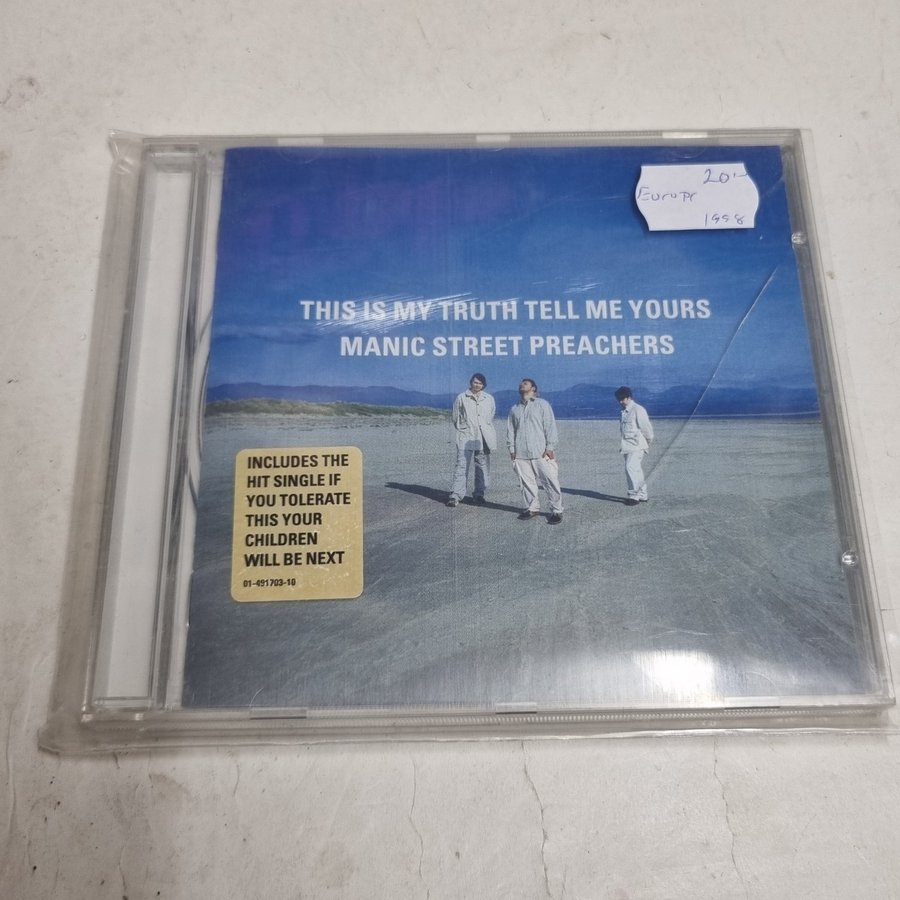 20:-
Europe
1998
THIS IS MY TRUTH TELL ME YOURS
MANIC STREET PREACHERS
INCLUDES THE
HIT SINGLE IF
YOU TOLERATE
THIS YOUR
CHILDREN
WILL BE NEXT
01-491703-10